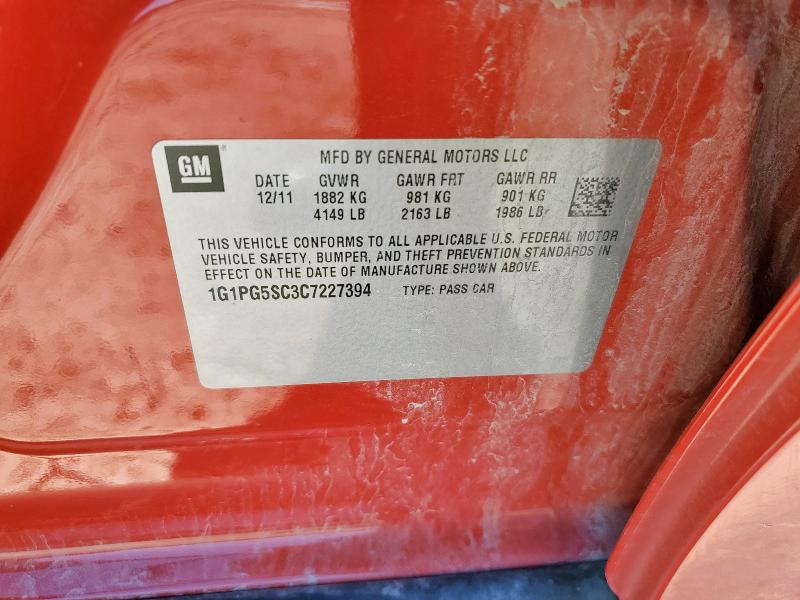 GM
MFD BY GENERAL MOTORS LLC
DATE GVWR GAWR FRT GAWR RR
12/11 1882 KG 981 KG 901 KG
4149 LB 2163 LB 1986 LB
THIS VEHICLE CONFORMS TO ALL APPLICABLE U.S. FEDERAL MOTOR
VEHICLE SAFETY, BUMPER, AND THEFT PREVENTION STANDARDS IN
EFFECT ON THE DATE OF MANUFACTURE SHOWN ABOVE.
1G1PG5SC3C7227394 TYPE: PASS CAR